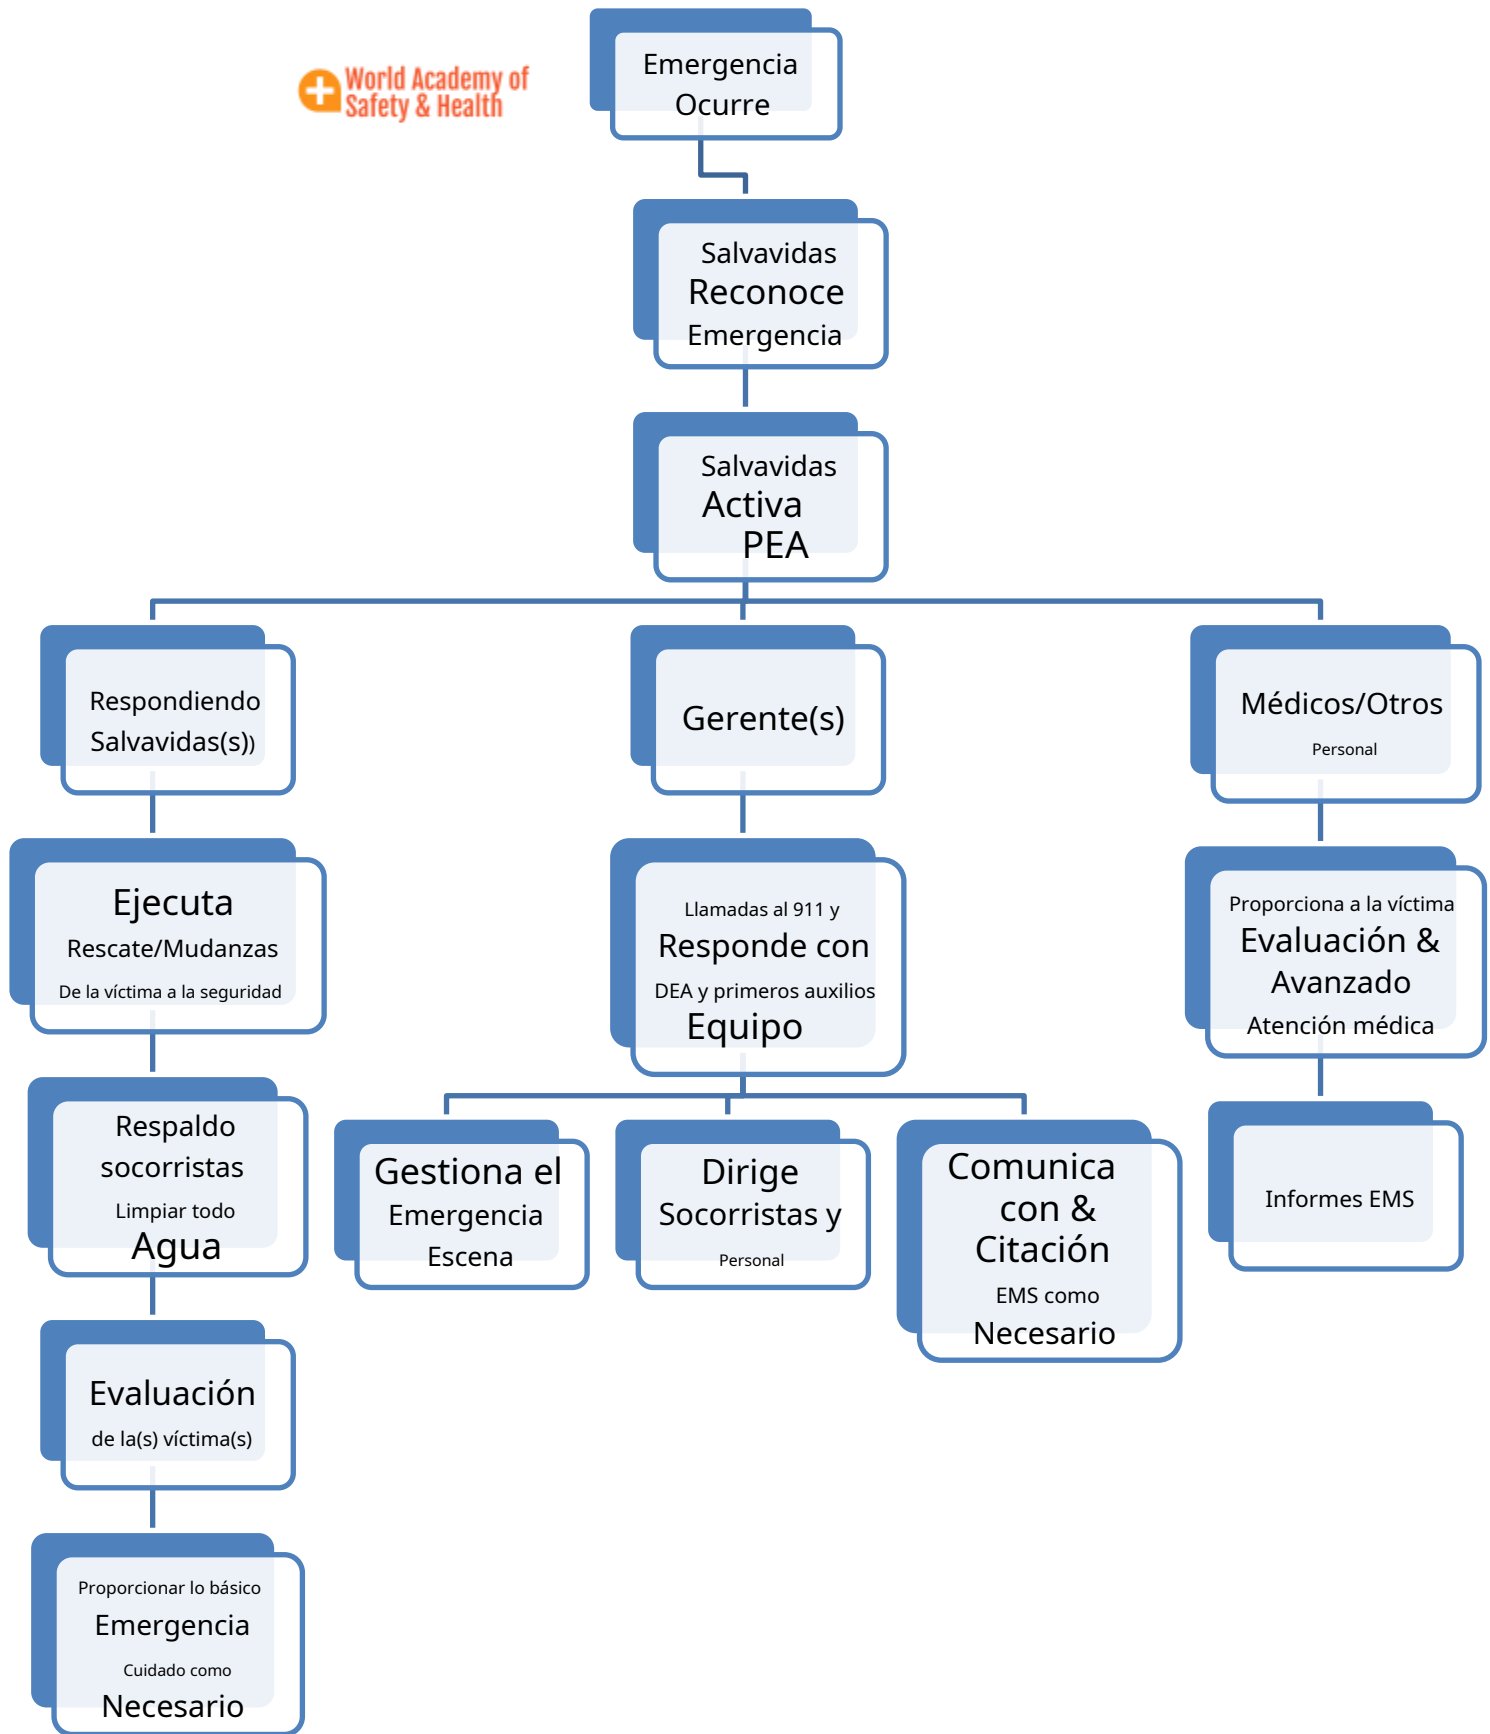 World Academy of
Safety & Health
Emergencia
Ocurre
Salvavidas
Reconoce
Emergencia
Salvavidas
Activa
PEA
Respondiendo
Salvavidas(s))
Gerente(s)
Médicos/Otros
Personal
Ejecuta
Rescate/Mudanzas
De la víctima a la seguridad
Llamadas al 911 y
Responde con
DEA y primeros auxilios
Equipo
Proporciona a la víctima
Evaluación &
Avanzado
Atención médica
Respaldo
socorristas
Limpiar todo
Agua
Gestiona el
Emergencia
Escena
Dirige
Socorristas y
Personal
Comunica
con &
Citación
EMS como
Necesario
Informes EMS
Evaluación
de la(s) víctima(s)
Proporcionar lo básico
Emergencia
Cuidado como
Necesario